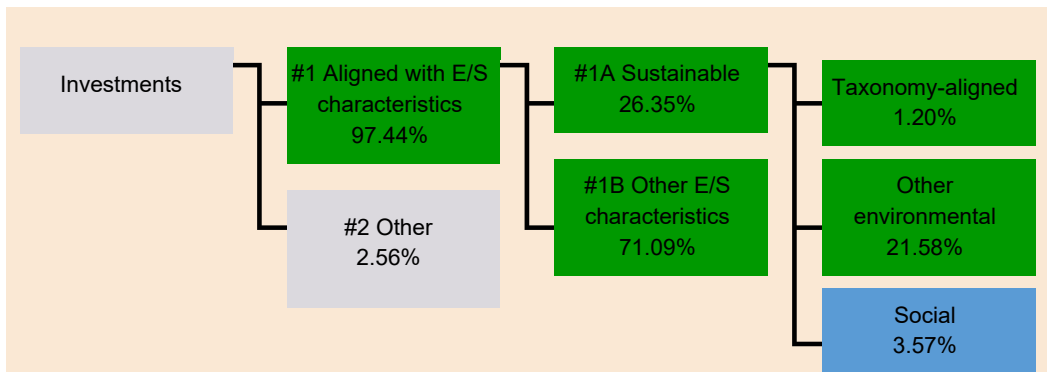 Investments
#1 Aligned with E/S
characteristics
97.44%
#2 Other
2.56%
#1A Sustainable
26.35%
#1B Other E/S
characteristics
71.09%
Taxonomy-aligned
1.20%
Other
environmental
21.58%
Social
3.57%